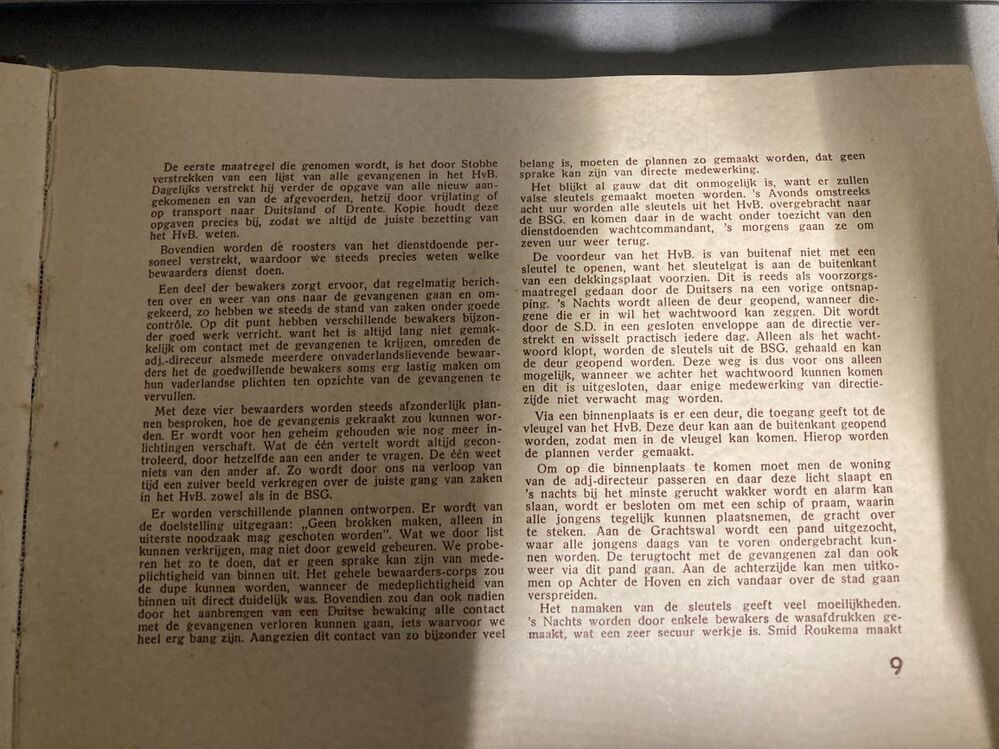 De eerste maatregel die genomen wordt, is het door Stobbe
verstrekken van een lijst van alle gevangenen in het HvB.
Dagelijks verstrekt hij verder de opgave van alle nieuw aan-
gekomenen en van de afgevoerden, hetzij door vrijlating of
op transport naar Duitsland of Drente. Kopie houdt deze
opgaven precies bij, zodat we altijd de juiste bezetting van
het HvB. weten.
Bovendien worden de roosters van het dienstdoende per-
soneel verstrekt, waardoor we steeds precies weten welke
bewaarders dienst doen.
Een deel der bewakers zorgt ervoor, dat regelmatig berich-
ten over en weer van ons naar de gevangenen gaan en om-
gekeerd, zo hebben we steeds de stand van zaken onder goede
contrôle. Op dit punt hebben verschillende bewakers bijzon-
der goed werk verricht. want het is altijd lang niet gemak-
kelijk om contact met de gevangenen te krijgen, omreden de
adj.-direceur alsmede meerdere onvaderlandslievende bewaar-
ders het de goedwillende bewakers soms erg lastig maken om
hun vaderlandse plichten ten opzichte van de gevangenen te
vervullen.
Met deze vier bewaarders worden steeds afzonderlijk plan-
nen besproken, hoe de gevangenis gekraakt zou kunnen wor-
den. Er wordt voor hen geheim gehouden wie nog meer in-
lichtingen verschaft. Wat de één vertelt wordt altijd gecon-
troleerd, door hetzelfde aan een ander te vragen. De één weet
niets van den ander af. Zo wordt door ons na verloop van
tijd een zuiver beeld verkregen over de juiste gang van zaken
in het HvB. zowel als in de BSG.
Er worden verschillende plannen ontworpen. Er wordt van
de doelstelling uitgegaan: „Geen brokken maken, alleen in
uiterste noodzaak mag geschoten worden". Wat we door list
kunnen verkrijgen, mag niet door geweld gebeuren. We probe-
ren het zo te doen, dat er geen sprake kan zijn van mede-
plichtigheid van binnen uit. Het gehele bewaarders-corps zou
de dupe kunnen worden, wanneer de medeplichtigheid van
binnen uit direct duidelijk was. Bovendien zou dan ook nadien
door het aanbrengen van een Duitse bewaking alle contact
met de gevangenen verloren kunnen gaan, iets waarvoor we
heel erg bang zijn. Aangezien dit contact van zo bijzonder veel
belang is, moeten de plannen zo gemaakt worden, dat geen
sprake kan zijn van directe medewerking.
Het blijkt al gauw dat dit onmogelijk is, want er zullen
valse sleutels gemaakt moeten worden. 's Avonds omstreeks
acht uur worden alle sleutels uit het HvB. overgebracht naar
de BSG. en komen daar in de wacht onder toezicht van den
dienstdoenden wachtcommandant, 's morgens gaan ze om
zeven uur weer terug.
De voordeur van het HvB. is van buitenaf niet met een
sleutel te openen, want het sleutelgat is aan de buitenkant
van een dekkingsplaat voorzien. Dit is reeds als voorzorgs-
maatregel gedaan door de Duitsers na een vorige ontsnap-
ping. 's Nachts wordt alleen de deur geopend, wanneer die-
gene die er in wil het wachtwoord kan zeggen. Dit wordt
door de S.D. in een gesloten enveloppe aan de directie ver-
strekt en wisselt practisch iedere dag. Alleen als het wacht-
woord klopt, worden de sleutels uit de BSG. gehaald en kan
de deur geopend worden. Deze weg is dus voor ons alleen
mogelijk, wanneer we achter het wachtwoord kunnen komen
en dit is uitgesloten, daar enige medewerking van directie-
zijde niet verwacht mag worden.
Via een binnenplaats is er een deur, die toegang geeft tot de
vleugel van het HvB. Deze deur kan aan de buitenkant geopend
worden, zodat men in de vleugel kan komen. Hierop worden
de plannen verder gemaakt.
Om op die binnenplaats te komen moet men de woning
van de adj-directeur passeren en daar deze licht slaapt en
's nachts bij het minste gerucht wakker wordt en alarm kan
slaan, wordt er besloten om met een schip of praam, waarin
alle jongens tegelijk kunnen plaatsnemen, de gracht over
te steken. Aan de Grachtswal wordt een pand uitgezocht,
waar alle jongens daags van te voren ondergebracht kun-
nen worden. De terugtocht met de gevangenen zal dan ook
weer via dit pand gaan. Aan de achterzijde kan men uitko-
men op Achter de Hoven en zich vandaar over de stad gaan
verspreiden.
Het namaken van de sleutels geeft veel moeilijkheden.
's Nachts worden door enkele bewakers de wasafdrukken ge-
maakt, wat een zeer secuur werkje is. Smid Roukema maakt
9